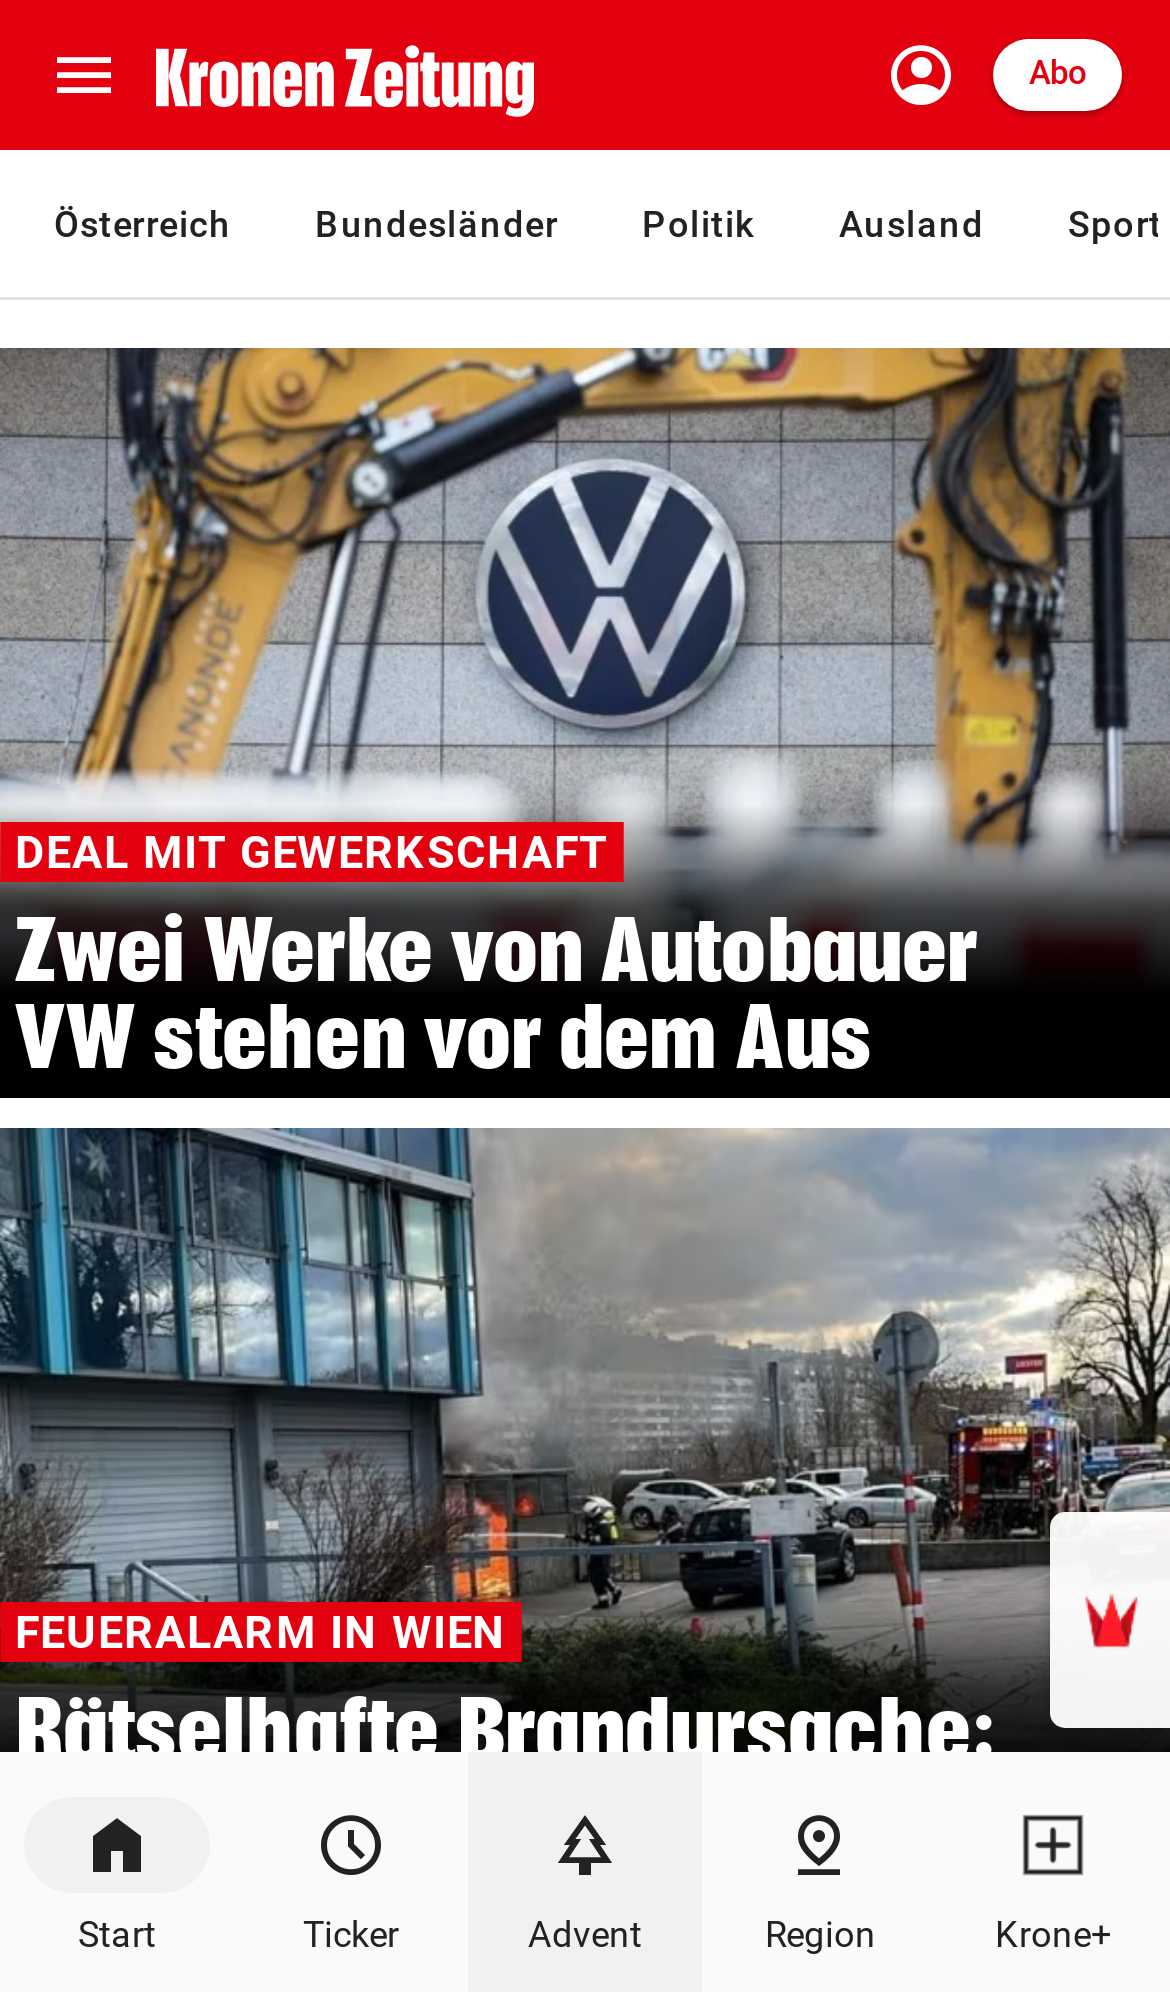 Kronen Zeitung
Abo
Österreich Bundesländer Politik Ausland Sport
CAT
DEAL MIT GEWERKSCHAFT
Zwei Werke von Autobauer
VW stehen vor dem Aus
FEUERALARM IN WIEN
Rätselhafte Brandursache:
Start Ticker Advent Region Krone+